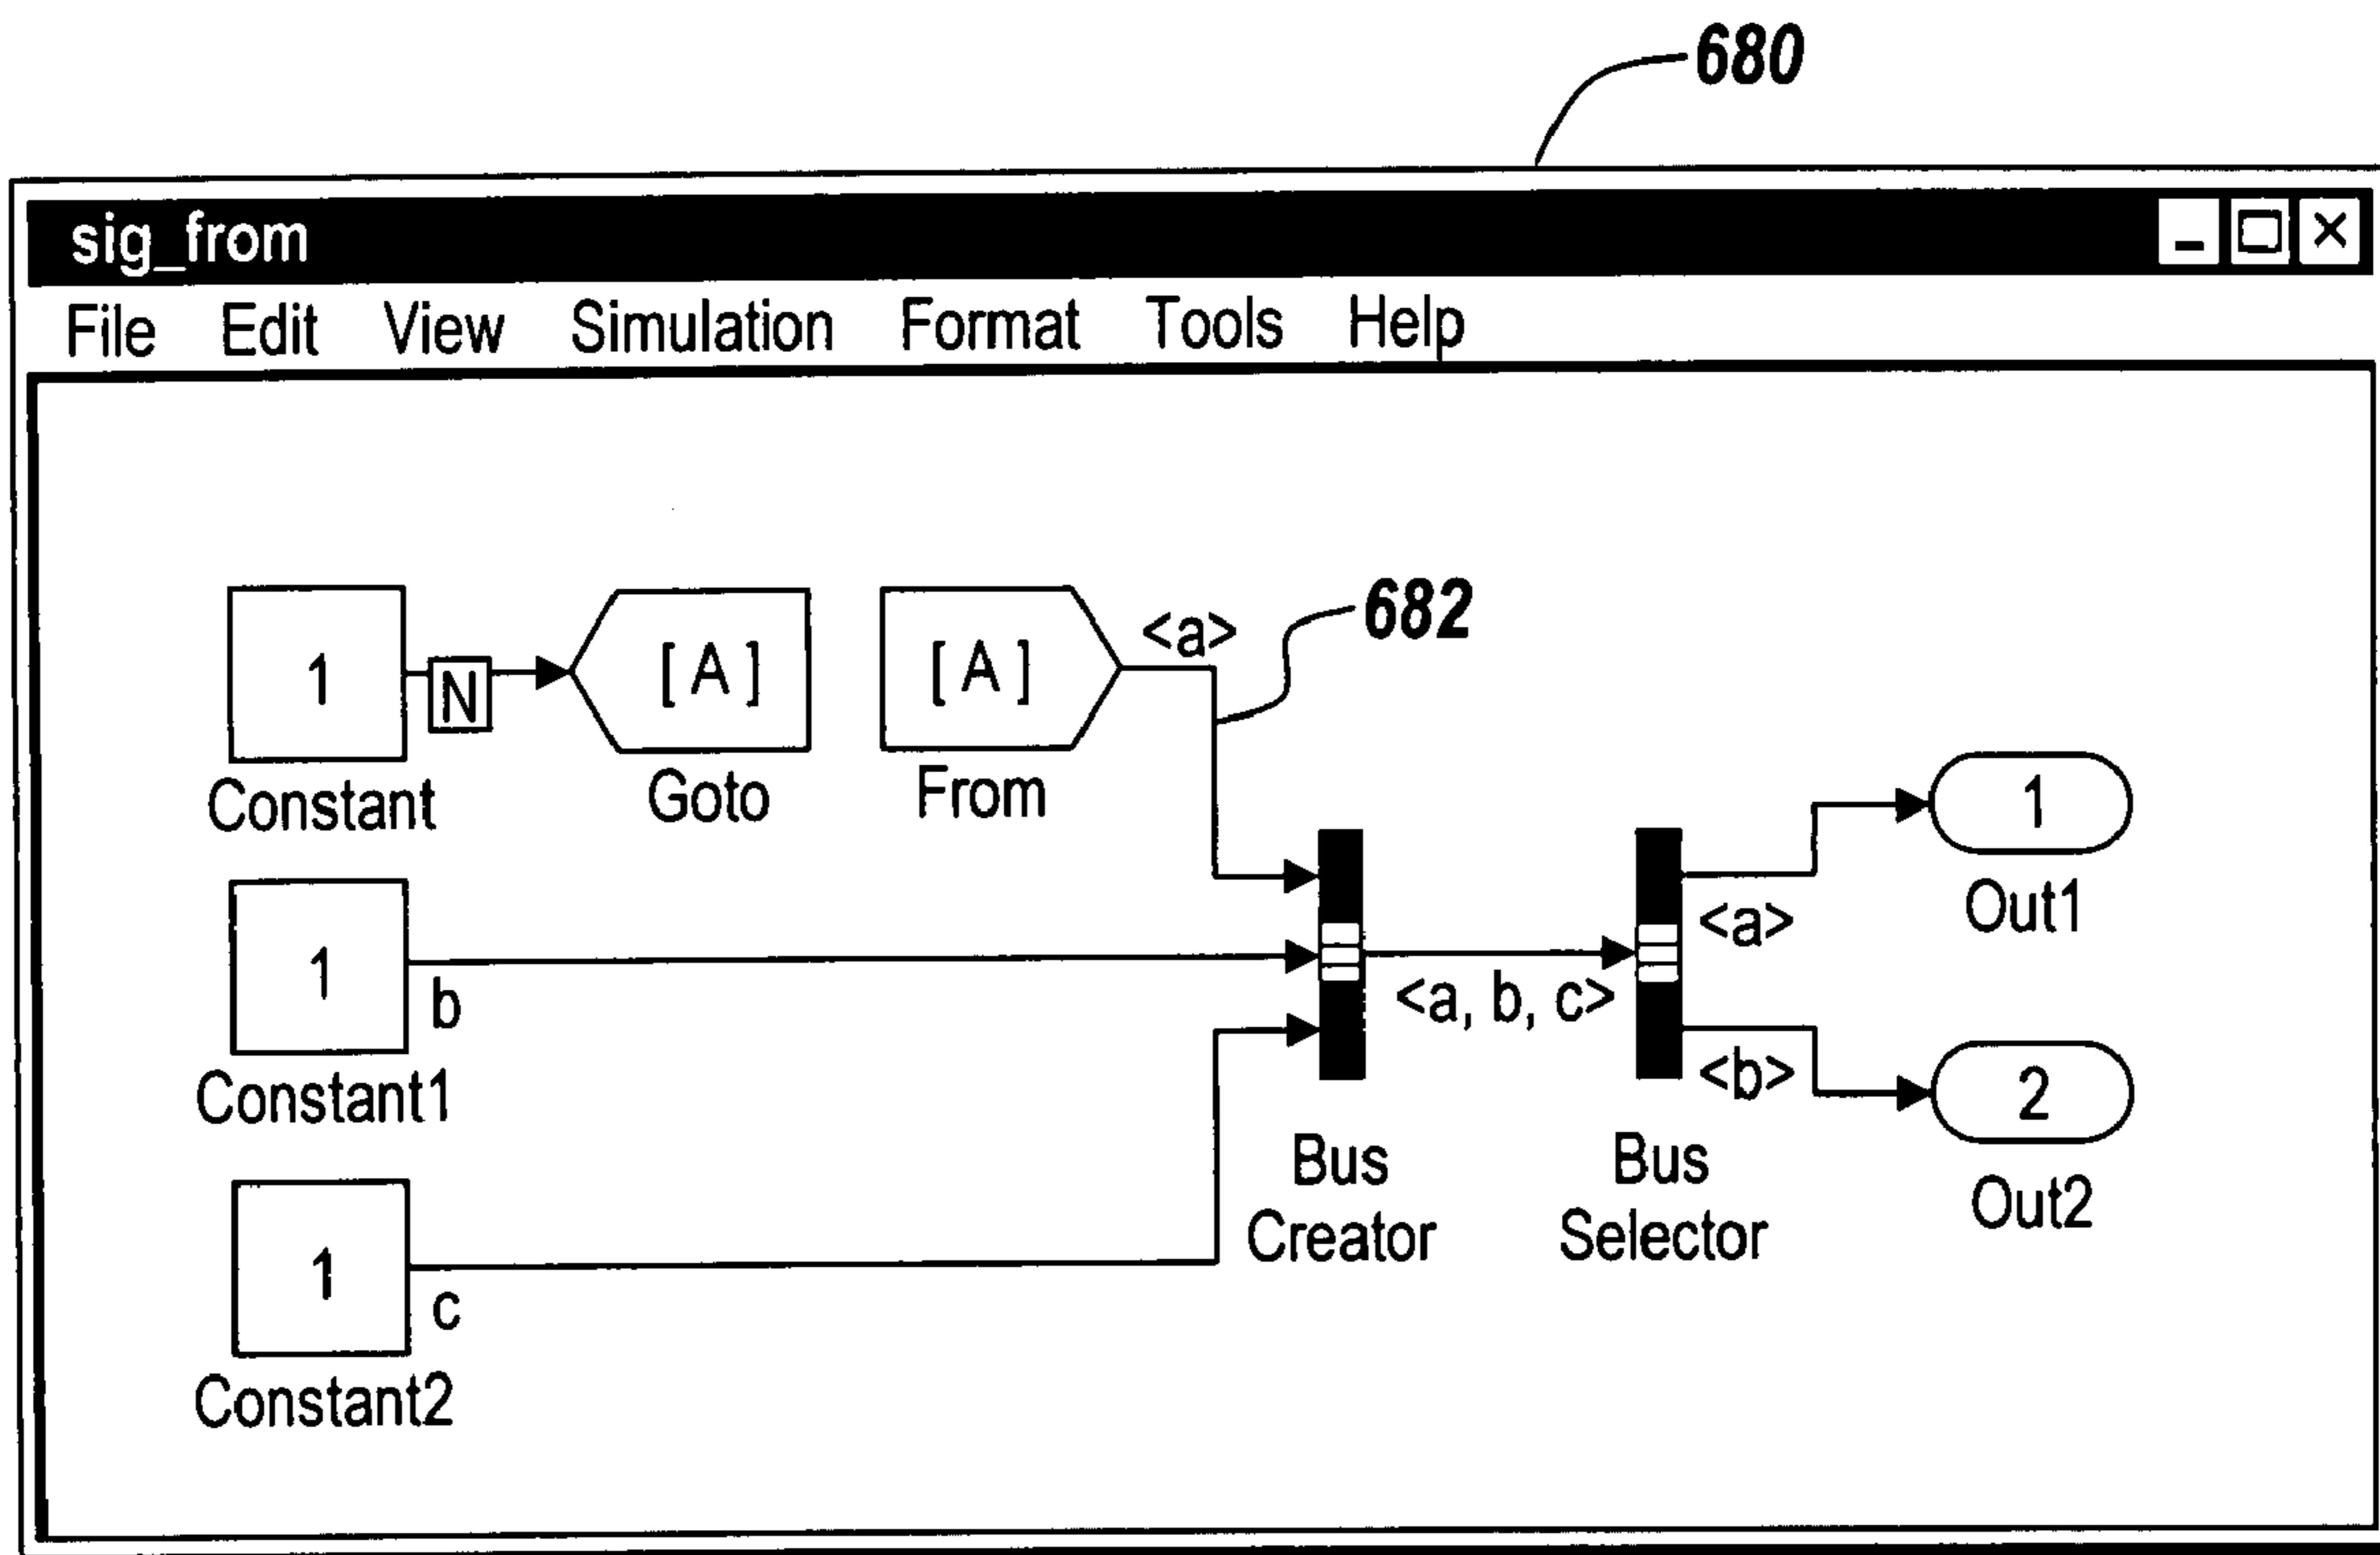 680
sig_from
File Edit View Simulation Format Tools Help
<a> 682
1 N [ A ] [ A ]
Constant Goto From
1
Out1
<a>
1
b
<a, b, c>
Constant1
<b>
2
Out2
Bus Creator
Bus Selector
1
c
Constant2